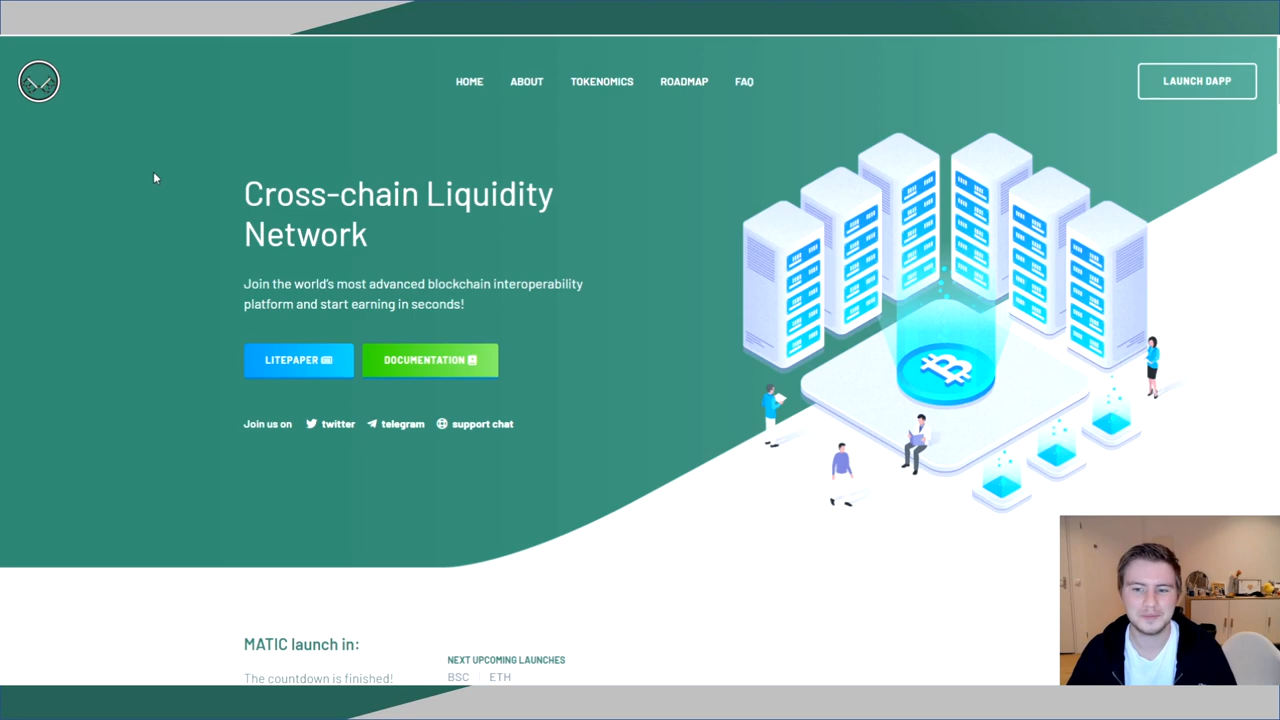 HOME ABOUT TOKENOMICS ROADMAP FAQ
LAUNCH DAPP
Cross-chain Liquidity
Network
Join the world's most advanced blockchain interoperability
platform and start earning in seconds!
LITEPAPER DOCUMENTATION
Join us on twitter telegram support chat
MATIC launch in:
The countdown is finished!
NEXT UPCOMING LAUNCHES
BSC ETH